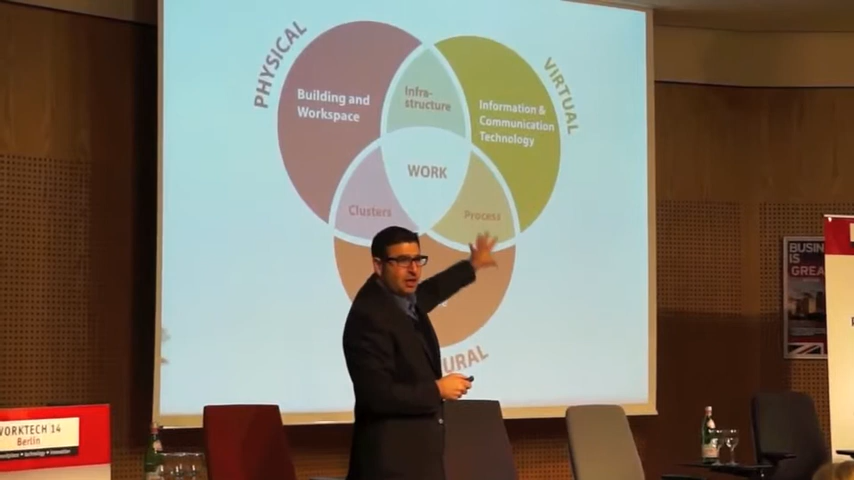 PHYSICAL
VIRTUAL
Building and
Workspace
Infra-
structure
Information &
Communication
Technology
WORK
Clusters
Process
URAL
BUSIN
IS
GREA
WORKTECH 14
Berlin